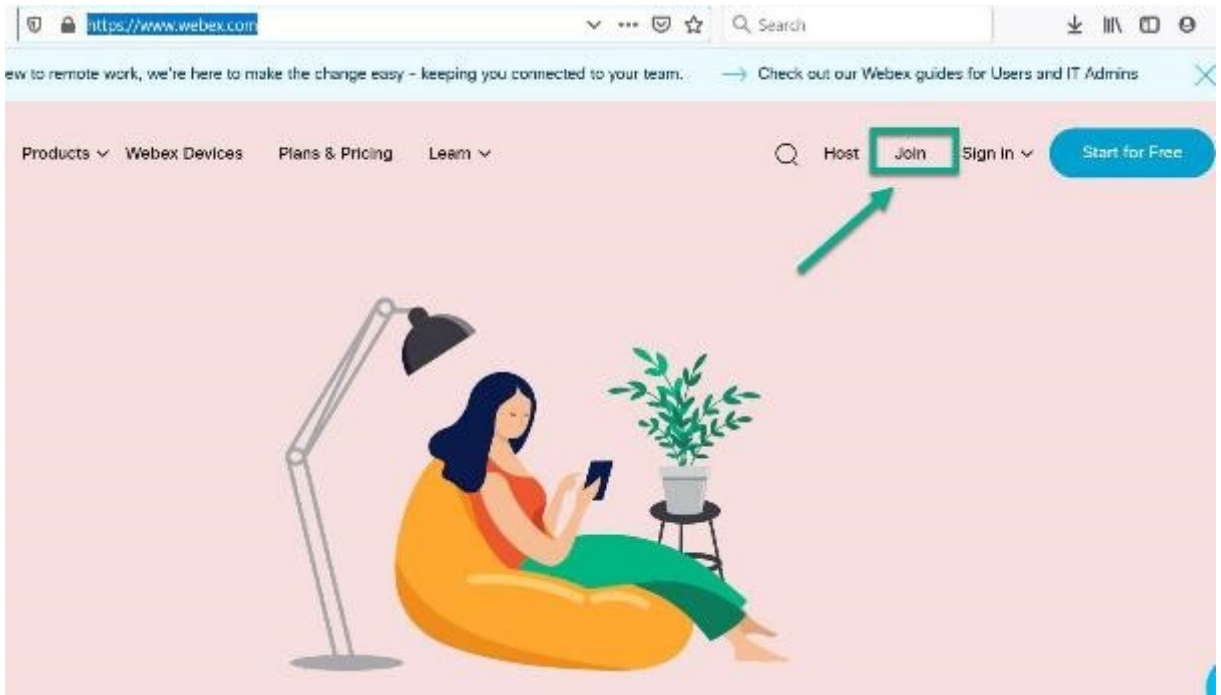 https://www.webex.com
Search
ew to remote work, we're here to make the change easy – keeping you connected to your team. → Check out our Webex guides for Users and IT Admins
Products Webex Devices Plans & Pricing Learn Host Join Sign in Start for Free